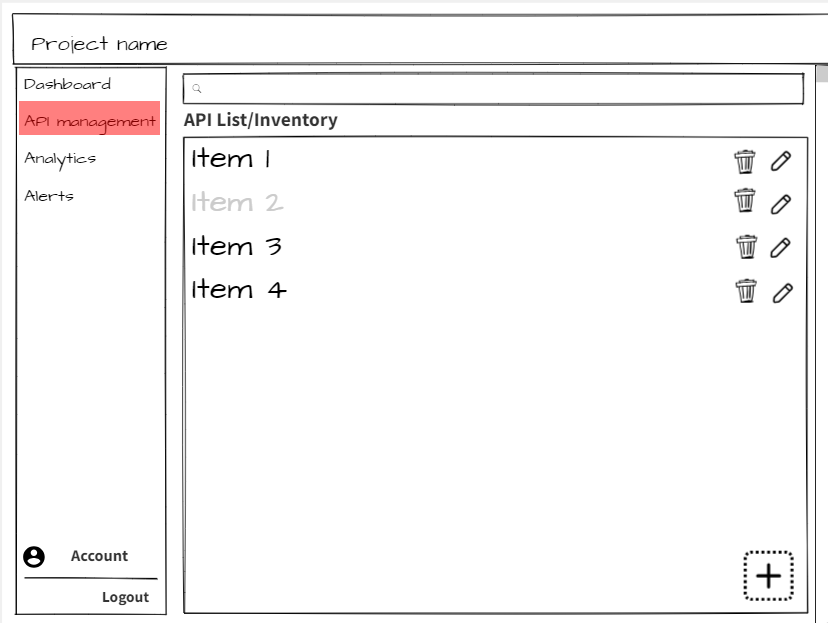 Project name
Dashboard
API management
Analytics
Alerts
Account
Logout
API List/Inventory
Item 1
Item 2
Item 3
Item 4